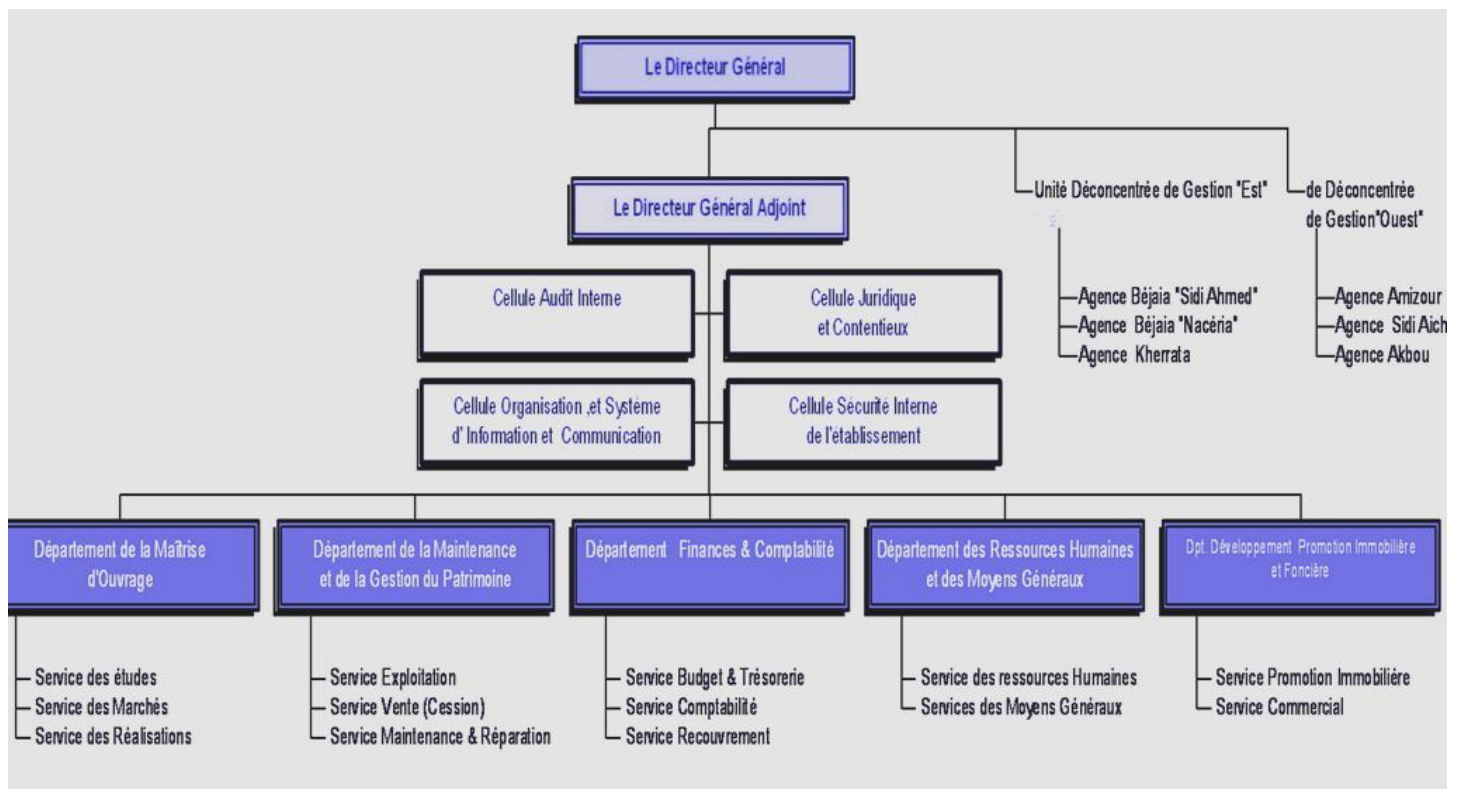 Le Directeur Général
Le Directeur Général Adjoint
Unité Déconcentrée de Gestion "Est"
de Déconcentrée
de Gestion"Ouest"
Cellule Audit Interne
Cellule Juridique
et Contentieux
Agence Béjaia "Sidi Ahmed"
Agence Béjaia "Nacéria"
Agence Kherrata
Agence Amizour
Agence Sidi Aich
Agence Akbou
Cellule Organisation ,et Système
d' Information et Communication
Cellule Sécurité Interne
de l'établissement
Département de la Maîtrise
d'Ouvrage
Département de la Maintenance
et de la Gestion du Patrimoine
Département Finances & Comptabilité
Département des Ressources Humaines
et des Moyens Généraux
Dpt. Développement Promotion Immobilière
et Foncière
Service des études
Service des Marchés
Service des Réalisations
Service Exploitation
Service Vente (Cession)
Service Maintenance & Réparation
Service Budget & Trésorerie
Service Comptabilité
Service Recouvrement
Service des ressources Humaines
Services des Moyens Généraux
Service Promotion Immobilière
Service Commercial